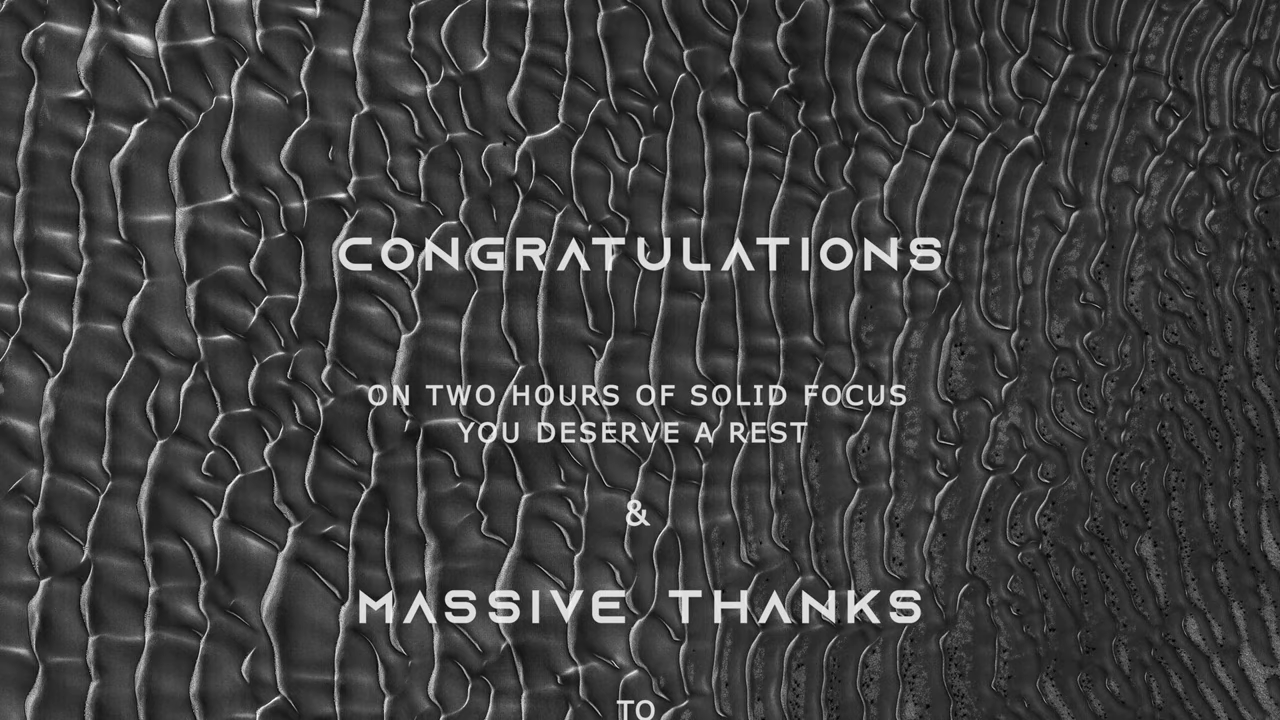 CONGRATULATIONS
ON TWO HOURS OF SOLID FOCUS
YOU DESERVE A REST
&
MASSIVE THANKS
TO